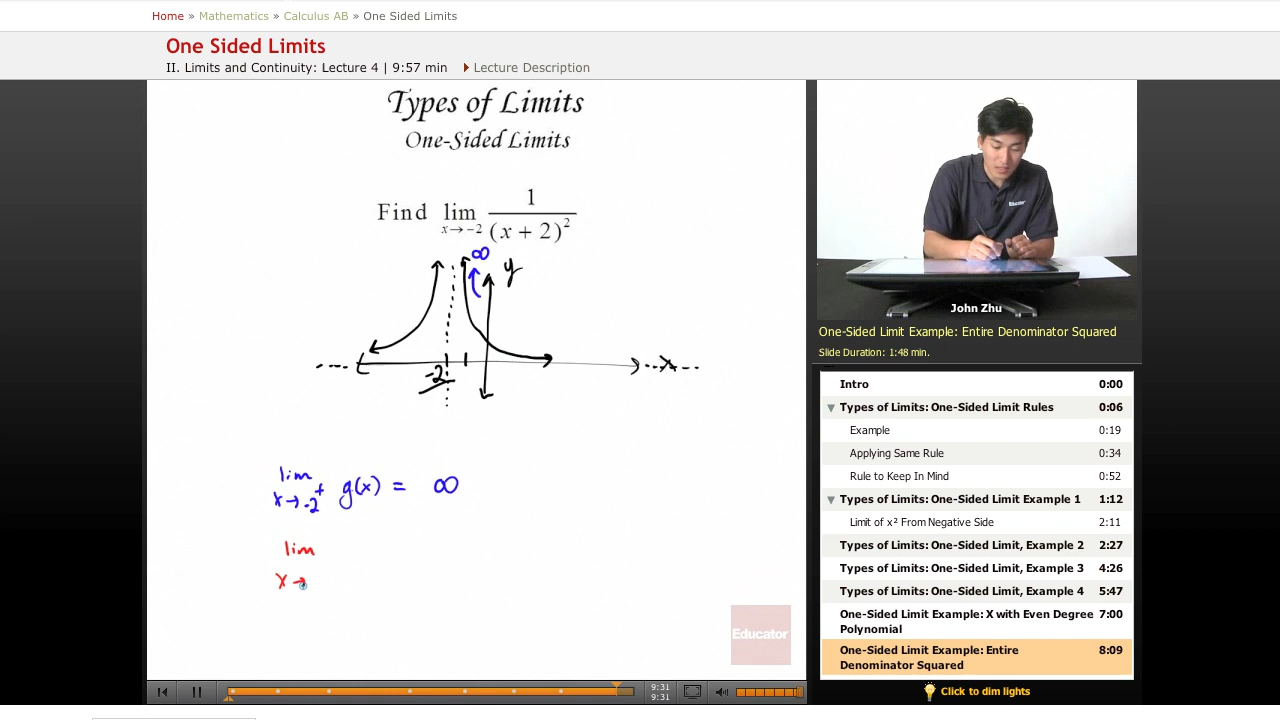 Home » Mathematics » Calculus AB » One Sided Limits
One Sided Limits
II. Limits and Continuity: Lecture 4 | 9:57 min
Lecture Description
Types of Limits
One-Sided Limits
Find lim x→-2 1/(x + 2)²
∞
y
-2
x
lim x→-2⁺ g(x) = ∞
lim
x→
Educator
9:31
9:31
Educator
John Zhu
One-Sided Limit Example: Entire Denominator Squared
Slide Duration: 1:48 min.
Intro 0:00
Types of Limits: One-Sided Limit Rules 0:06
Example 0:19
Applying Same Rule 0:34
Rule to Keep In Mind 0:52
Types of Limits: One-Sided Limit Example 1 1:12
Limit of x² From Negative Side 2:11
Types of Limits: One-Sided Limit, Example 2 2:27
Types of Limits: One-Sided Limit, Example 3 4:26
Types of Limits: One-Sided Limit, Example 4 5:47
One-Sided Limit Example: X with Even Degree 7:00
Polynomial
One-Sided Limit Example: Entire 8:09
Denominator Squared
Click to dim lights